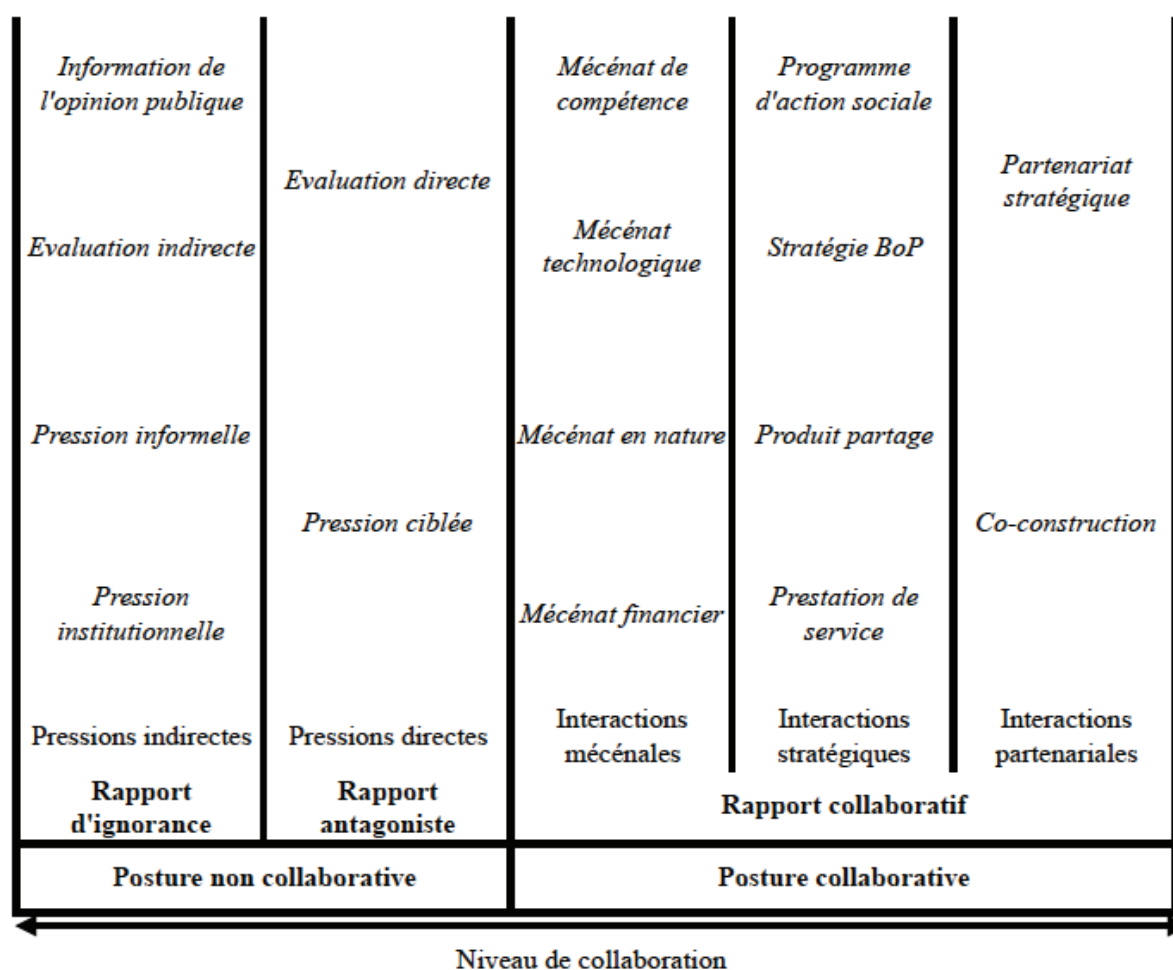 Information de
l'opinion publique
Evaluation indirecte
Pression informelle
Pression
institutionnelle
Pressions indirectes
Rapport
d'ignorance
Evaluation directe
Pression ciblée
Pressions directes
Rapport
antagoniste
Posture non collaborative
Mécénat de
compétence
Mécénat
technologique
Mécénat en nature
Mécénat financier
Interactions
mécénales
Programme
d'action sociale
Stratégie BoP
Produit partage
Prestation de
service
Interactions
stratégiques
Partenariat
stratégique
Co-construction
Interactions
partenariales
Rapport collaboratif
Posture collaborative
Niveau de collaboration